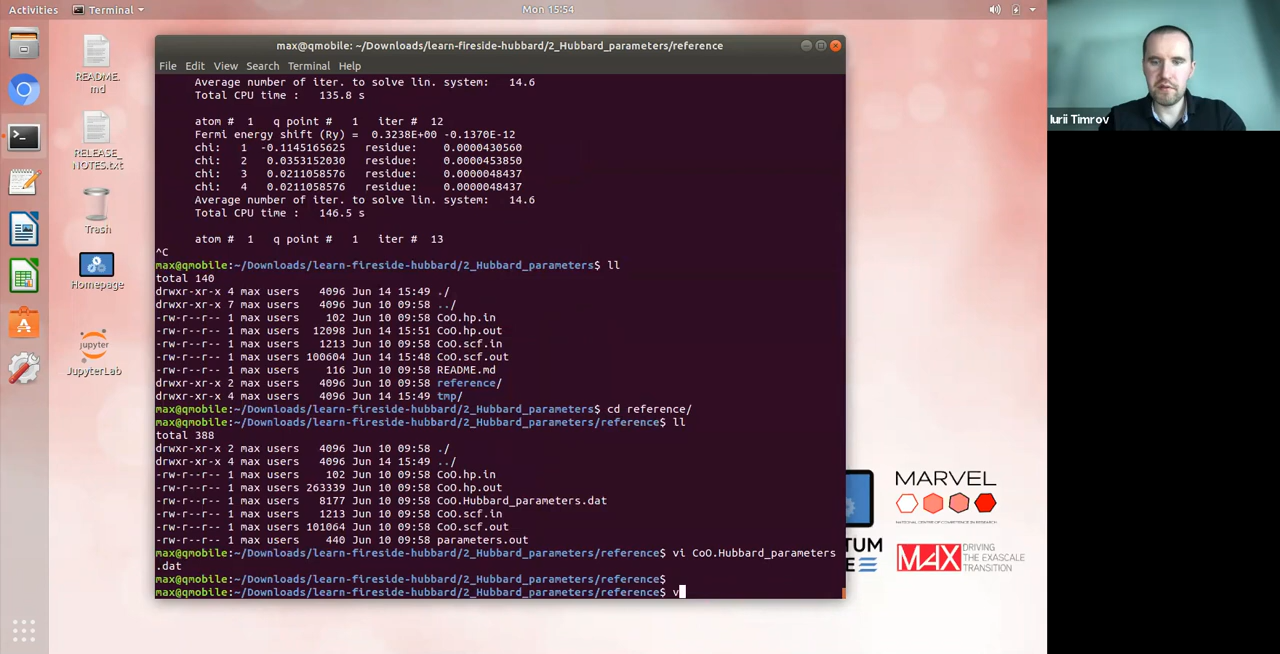 Activities
Terminal
Mon 15:54
max@qmobile: ~/Downloads/learn-fireside-hubbard/2_Hubbard_parameters/reference
File Edit View Search Terminal Help
Average number of iter. to solve lin. system: 14.6
Total CPU time : 135.8 s
atom # 1 q point # 1 iter # 12
Fermi energy shift (Ry) = 0.3238E+00 -0.1370E-12
chi: 1 -0.1145165625 residue: 0.0000430560
chi: 2 0.0353152030 residue: 0.0000453850
chi: 3 0.0211058576 residue: 0.0000048437
chi: 4 0.0211058576 residue: 0.0000048437
Average number of iter. to solve lin. system: 14.6
Total CPU time : 146.5 s
atom # 1 q point # 1 iter # 13
^C
max@qmobile:~/Downloads/learn-fireside-hubbard/2_Hubbard_parameters$ ll
total 140
drwxr-xr-x 4 max users 4096 Jun 14 15:49 ./
drwxr-xr-x 7 max users 4096 Jun 10 09:58 ../
-rw-r--r-- 1 max users 102 Jun 10 09:58 CoO.hp.in
-rw-r--r-- 1 max users 12098 Jun 14 15:51 CoO.hp.out
-rw-r--r-- 1 max users 1213 Jun 10 09:58 CoO.scf.in
-rw-r--r-- 1 max users 100604 Jun 14 15:48 CoO.scf.out
-rw-r--r-- 1 max users 116 Jun 10 09:58 README.md
drwxr-xr-x 2 max users 4096 Jun 10 09:58 reference/
drwxr-xr-x 4 max users 4096 Jun 14 15:49 tmp/
max@qmobile:~/Downloads/learn-fireside-hubbard/2_Hubbard_parameters$ cd reference/
max@qmobile:~/Downloads/learn-fireside-hubbard/2_Hubbard_parameters/reference$ ll
total 388
drwxr-xr-x 2 max users 4096 Jun 10 09:58 ./
drwxr-xr-x 4 max users 4096 Jun 14 15:49 ../
-rw-r--r-- 1 max users 102 Jun 10 09:58 CoO.hp.in
-rw-r--r-- 1 max users 263339 Jun 10 09:58 CoO.hp.out
-rw-r--r-- 1 max users 8177 Jun 10 09:58 CoO.Hubbard_parameters.dat
-rw-r--r-- 1 max users 1213 Jun 10 09:58 CoO.scf.in
-rw-r--r-- 1 max users 101064 Jun 10 09:58 CoO.scf.out
-rw-r--r-- 1 max users 440 Jun 10 09:58 parameters.out
max@qmobile:~/Downloads/learn-fireside-hubbard/2_Hubbard_parameters/reference$ vi CoO.Hubbard_parameters
.dat
max@qmobile:~/Downloads/learn-fireside-hubbard/2_Hubbard_parameters/reference$
max@qmobile:~/Downloads/learn-fireside-hubbard/2_Hubbard_parameters/reference$ v
README.
md
RELEASE_
NOTES.txt
Trash
Homepage
jupyter
JupyterLab
TUM
MARVEL
MAX DRIVING
THE EXASCALE
TRANSITION
Iurii Timrov